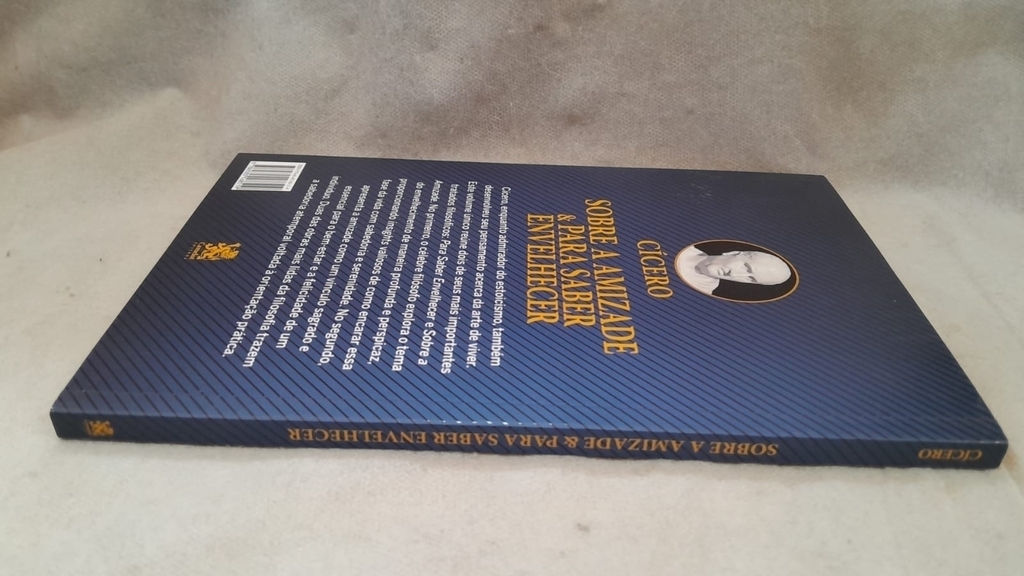 CÍCERO
SOBRE A AMIZADE
& PARA SABER
ENVELHECER
Cícero, enquanto admirador do estoicismo, também
desenvolveu seu pensamento acerca da arte de viver.
Este volume único reúne dois de seus mais importantes
tratados filosóficos: Para Saber Envelhecer e Sobre a
Amizade. No primeiro, o célebre filósofo explora o tema
do envelhecimento de maneira profunda e perspicaz,
proporcionando insights valiosos de como encarar essa
fase da vida com sabedoria e serenidade. No segundo,
apresenta a amizade como um vínculo sagrado e
essencial para o bem-estar e a felicidade de um
indivíduo. Duas das obras mais lidas da filosofia trazem
a sabedoria atemporal voltada à orientação prática.
CÍCERO
SOBRE A AMIZADE & PARA SABER ENVELHECER